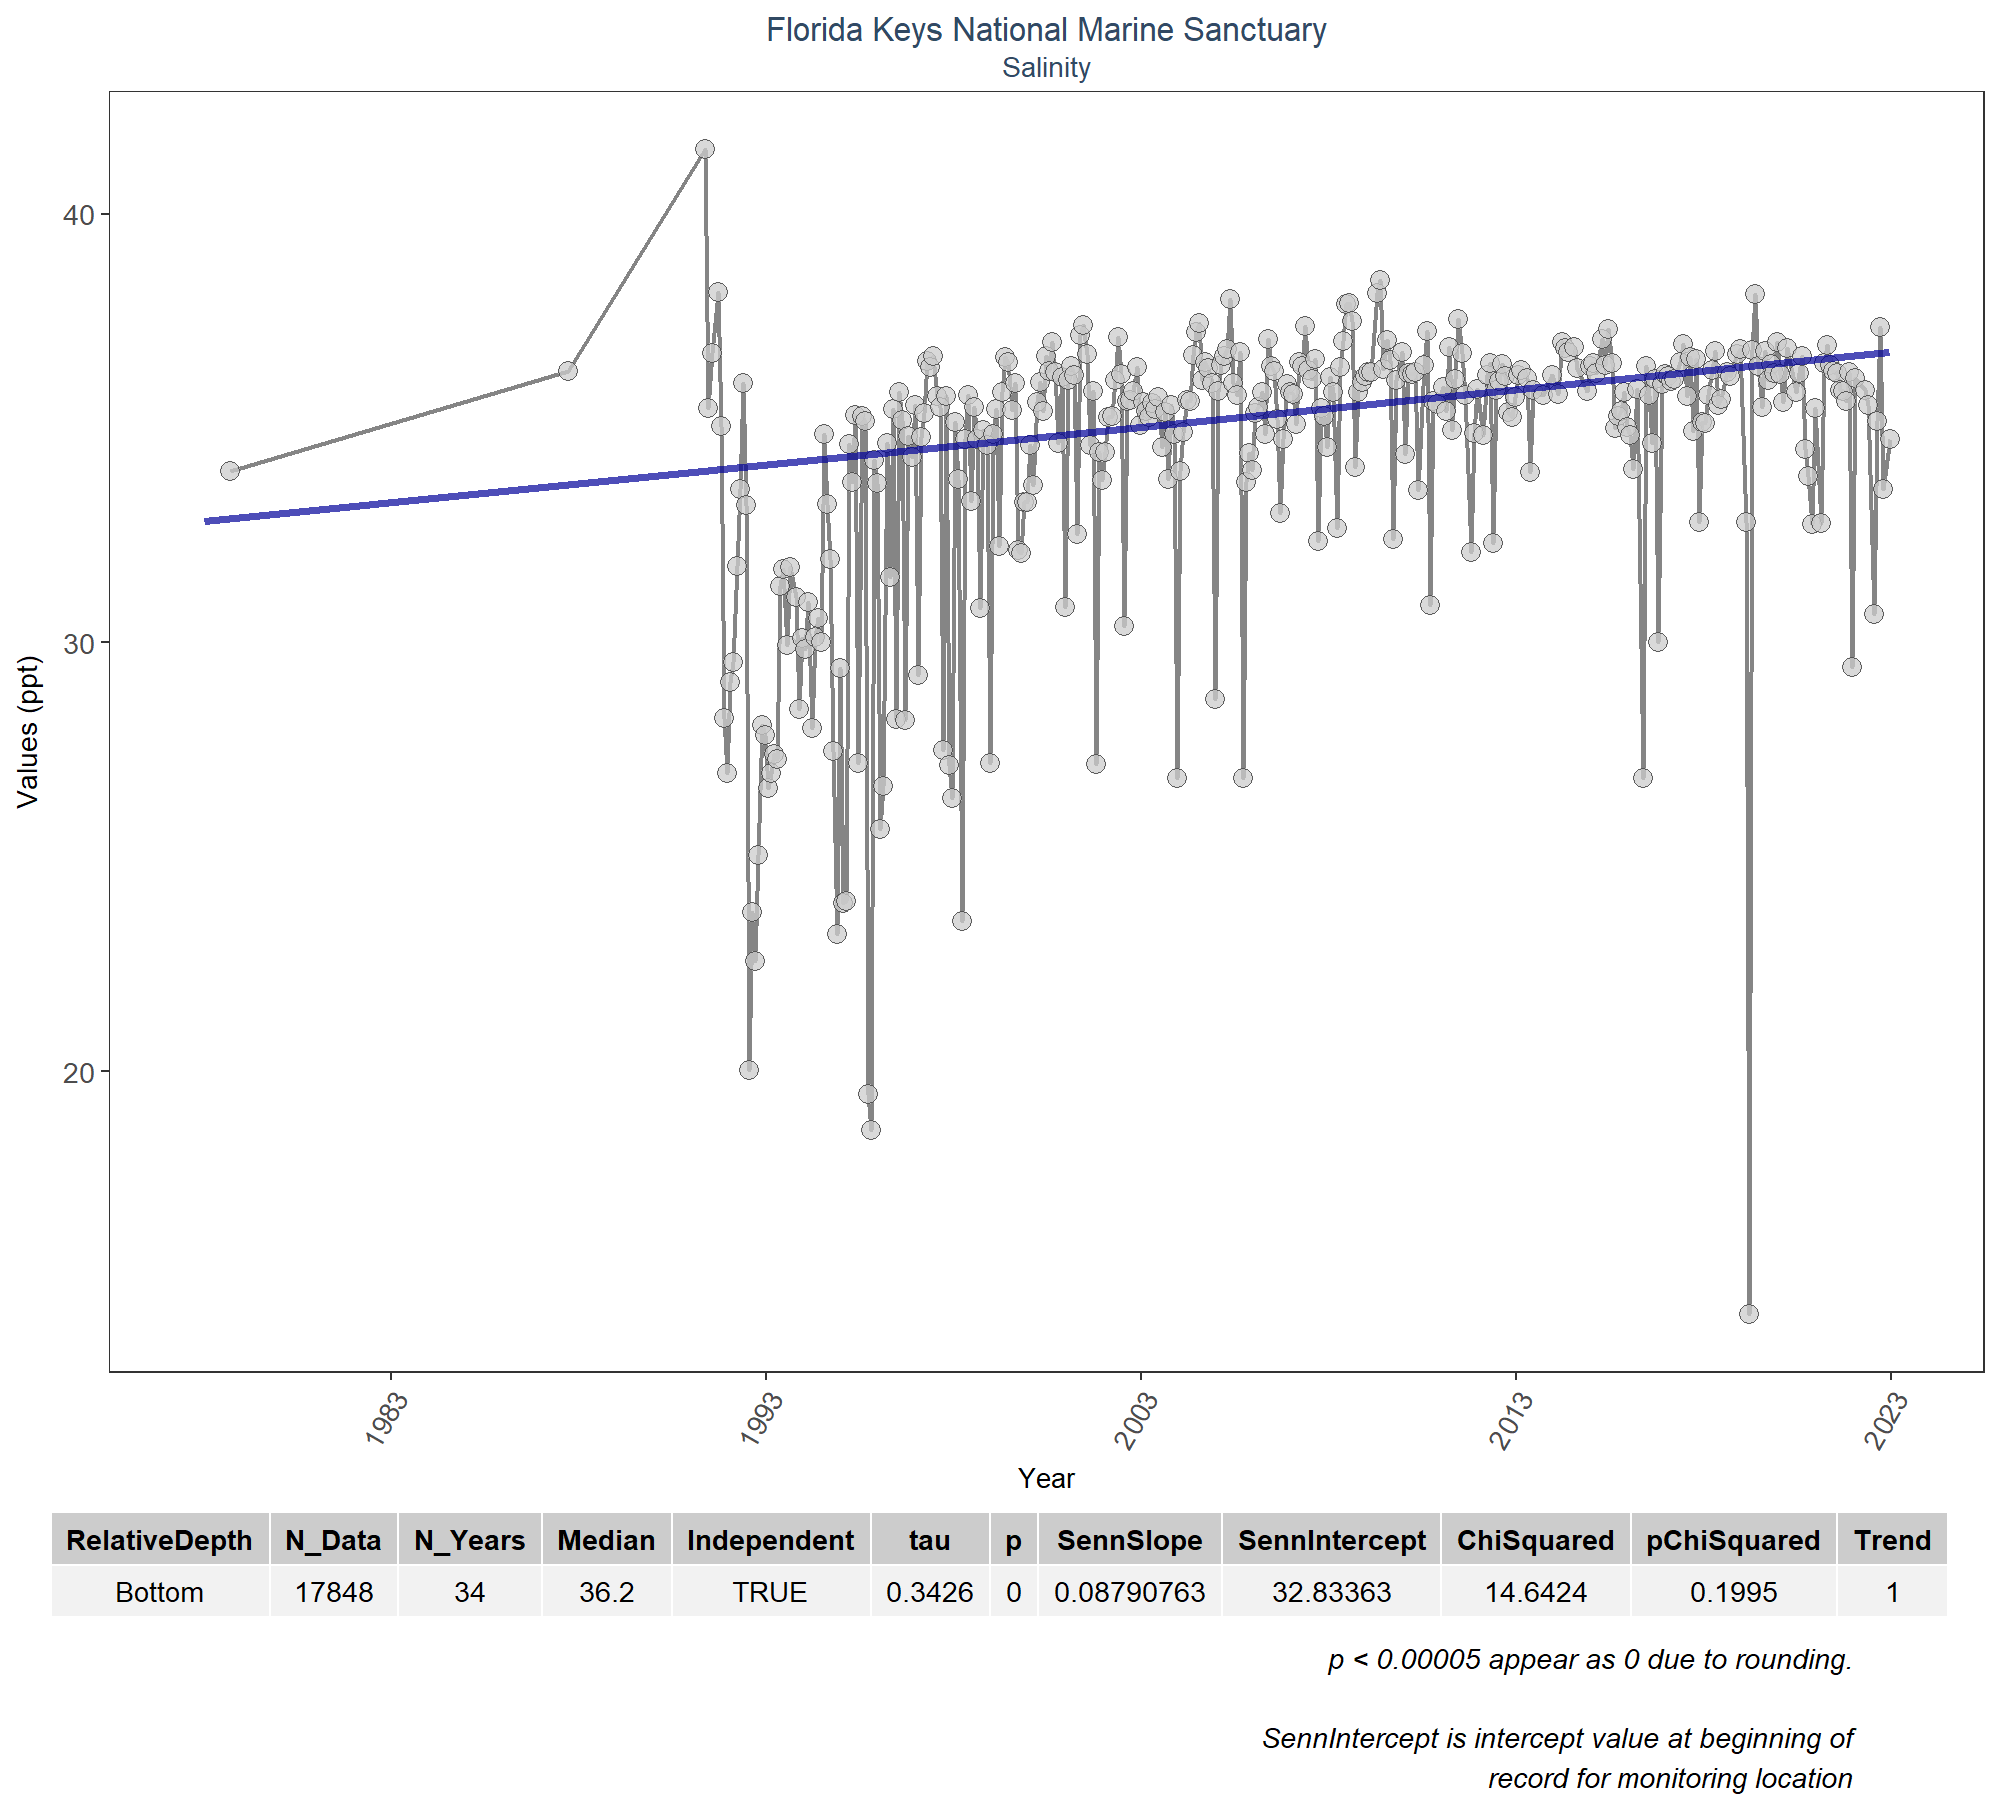 Florida Keys National Marine Sanctuary
Salinity
Values (ppt)
40
30
20
1983
1993
2003
2013
2023
Year
RelativeDepth N_Data N_Years Median Independent tau p SennSlope SennIntercept ChiSquared pChiSquared Trend
Bottom 17848 34 36.2 TRUE 0.3426 0 0.08790763 32.83363 14.6424 0.1995 1
p < 0.00005 appear as 0 due to rounding.
SennIntercept is intercept value at beginning of
record for monitoring location